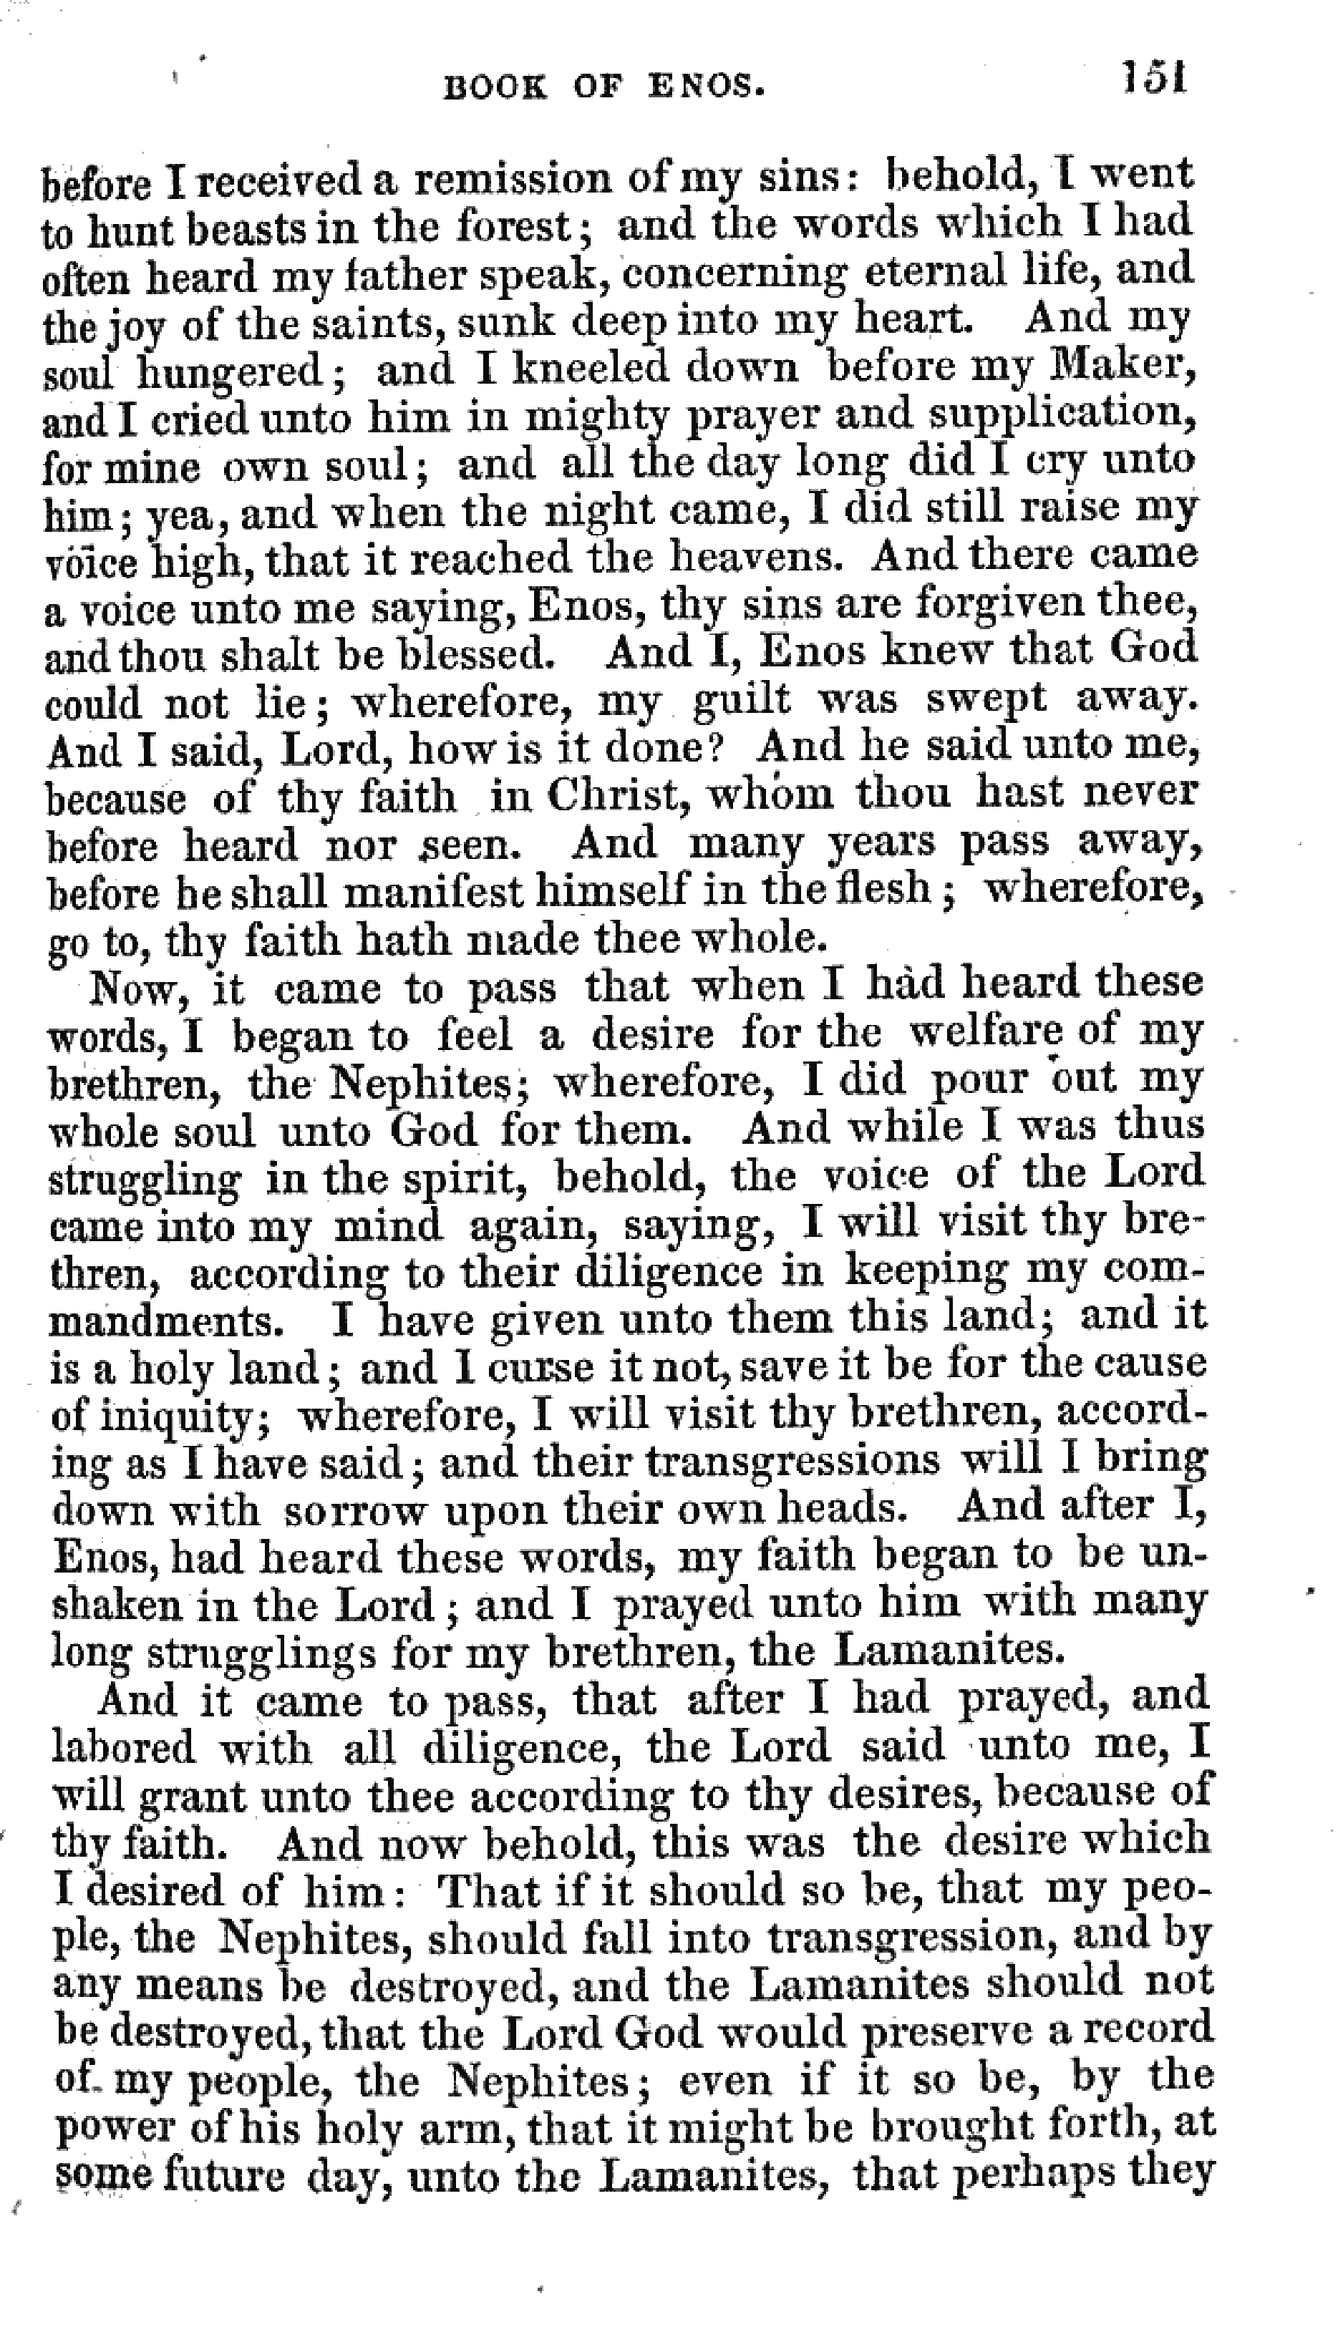 BOOK OF ENOS. 151
before I received a remission of my sins: behold, I went
to hunt beasts in the forest; and the words which I had
often heard my father speak, concerning eternal life, and
the joy of the saints, sunk deep into my heart. And my
soul hungered; and I kneeled down before my Maker,
and I cried unto him in mighty prayer and supplication,
for mine own soul; and all the day long did I cry unto
him; yea, and when the night came, I did still raise my
voice high, that it reached the heavens. And there came
a voice unto me saying, Enos, thy sins are forgiven thee,
and thou shalt be blessed. And I, Enos knew that God
could not lie; wherefore, my guilt was swept away.
And I said, Lord, how is it done? And he said unto me,
because of thy faith in Christ, whom thou hast never
before heard nor seen. And many years pass away,
before he shall manifest himself in the flesh; wherefore,
go to, thy faith hath made thee whole.
Now, it came to pass that when I had heard these
words, I began to feel a desire for the welfare of my
brethren, the Nephites; wherefore, I did pour out my
whole soul unto God for them. And while I was thus
struggling in the spirit, behold, the voice of the Lord
came into my mind again, saying, I will visit thy bre-
thren, according to their diligence in keeping my com-
mandments. I have given unto them this land; and it
is a holy land; and I curse it not, save it be for the cause
of iniquity; wherefore, I will visit thy brethren, accord-
ing as I have said; and their transgressions will I bring
down with sorrow upon their own heads. And after I,
Enos, had heard these words, my faith began to be un-
shaken in the Lord; and I prayed unto him with many
long strugglings for my brethren, the Lamanites.
And it came to pass, that after I had prayed, and
labored with all diligence, the Lord said unto me, I
will grant unto thee according to thy desires, because of
thy faith. And now behold, this was the desire which
I desired of him: That if it should so be, that my peo-
ple, the Nephites, should fall into transgression, and by
any means be destroyed, and the Lamanites should not
be destroyed, that the Lord God would preserve a record
of my people, the Nephites; even if it so be, by the
power of his holy arm, that it might be brought forth, at
some future day, unto the Lamanites, that perhaps they